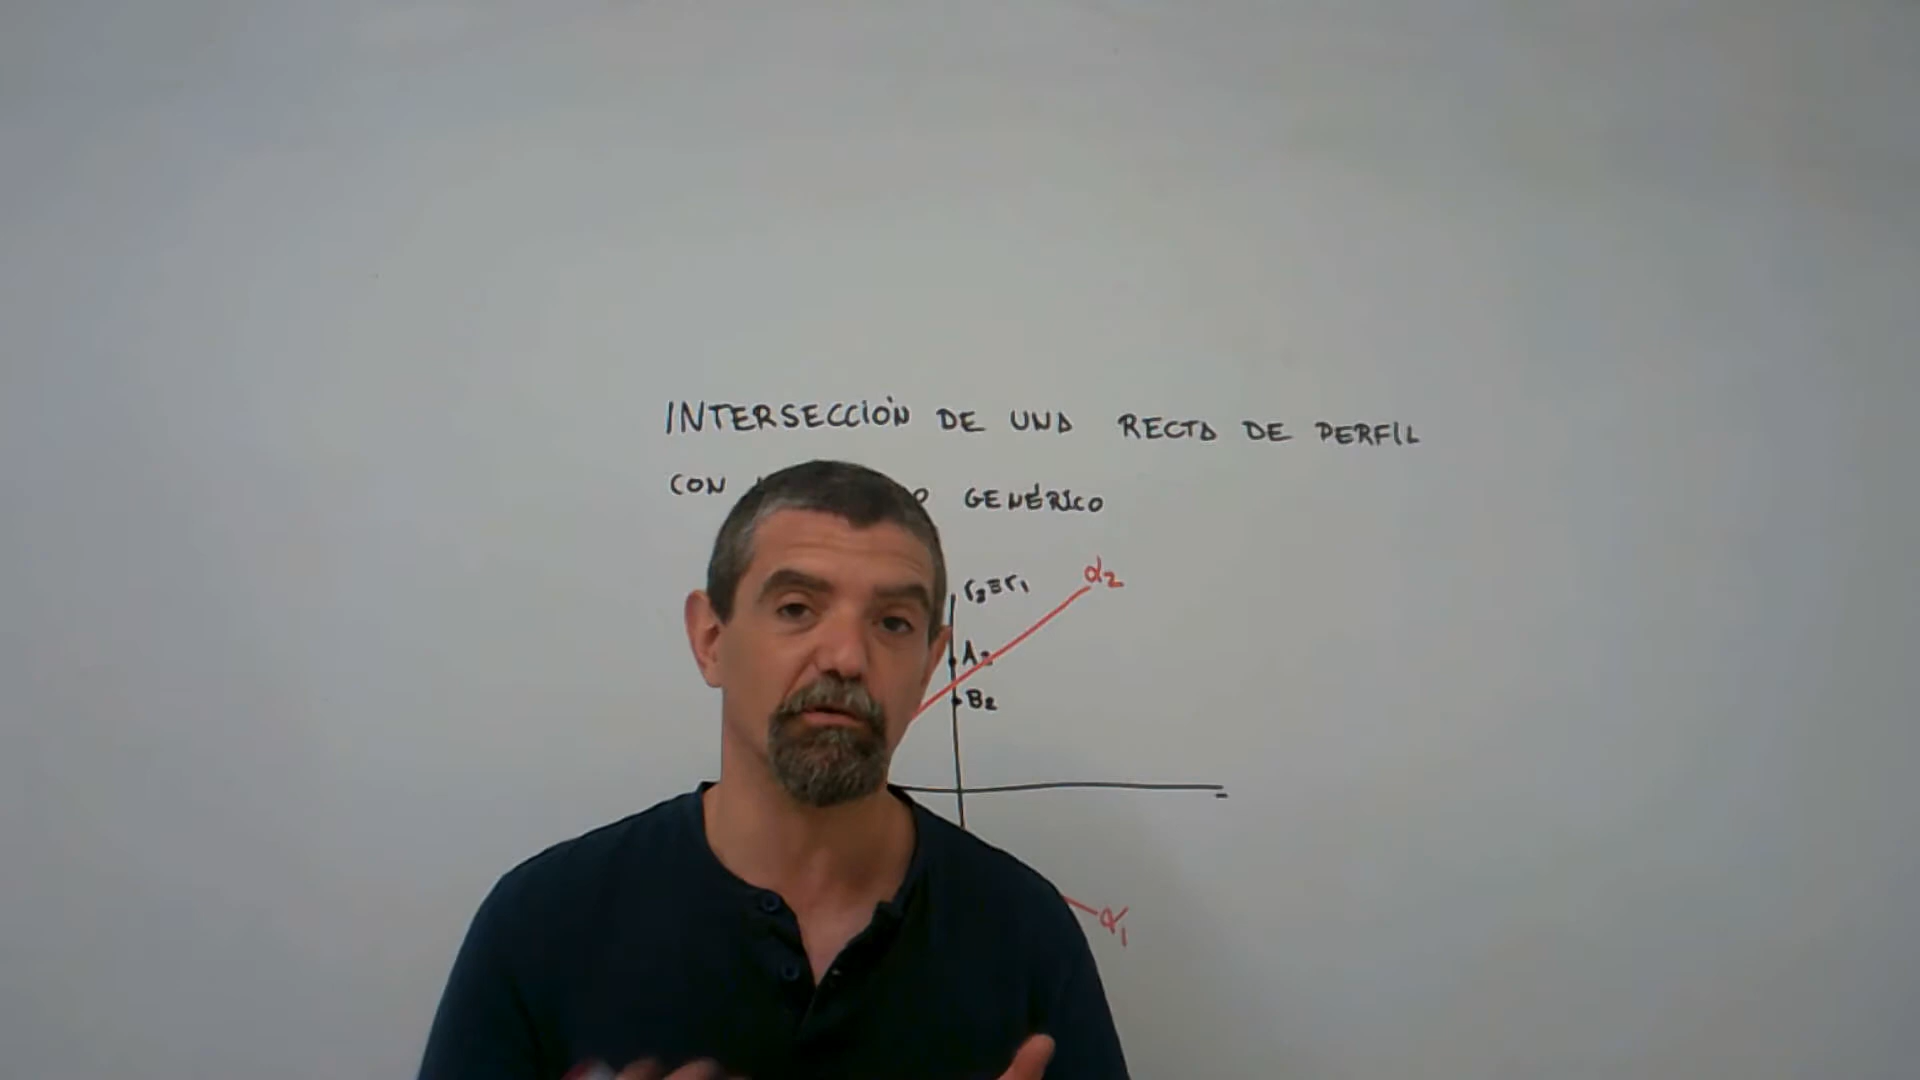 INTERSECCIÓN DE UNA RECTA DE PERFIL
CON GENÉRICO
r₂≡r₁
α₂
A₂
B₂
α₁